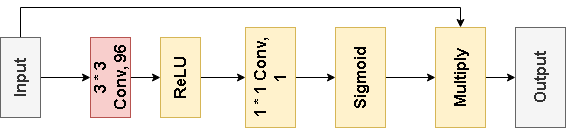 Input
3 * 3
Conv, 96
ReLU
1 * 1 Conv,
1
Sigmoid
Multiply
Output